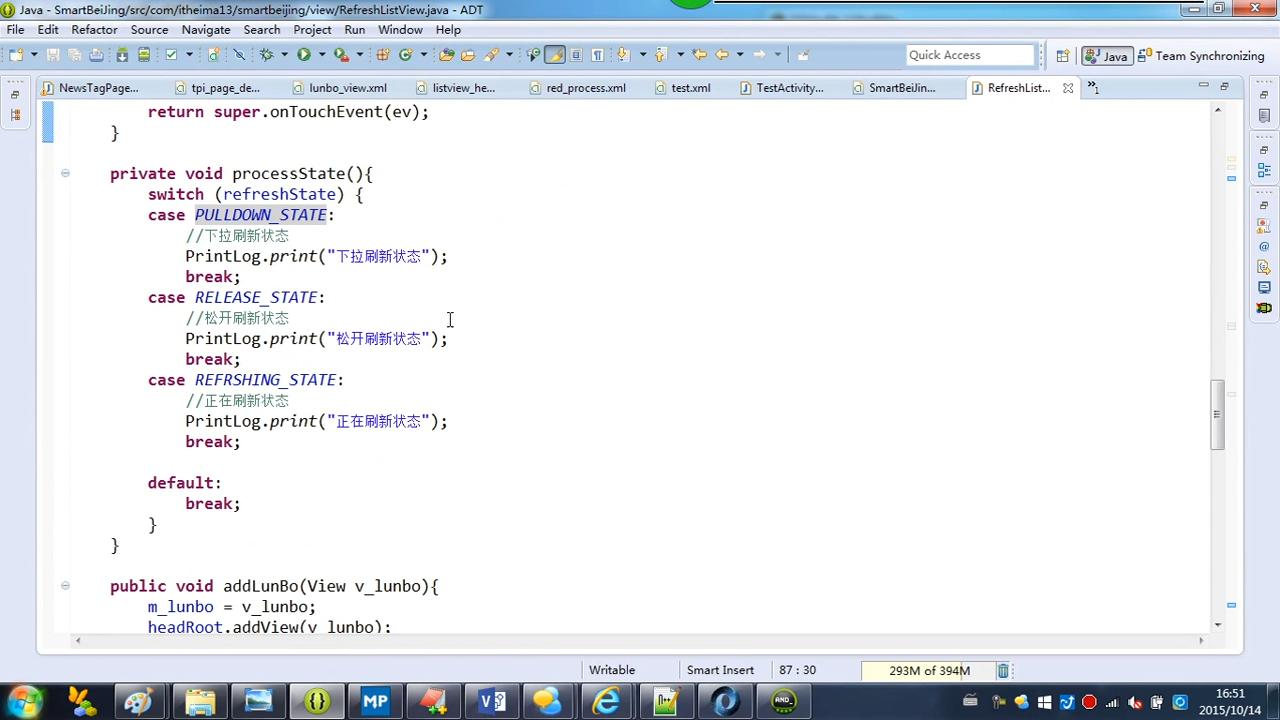 Java - SmartBeiJing/src/com/itheima13/smartbeijing/view/RefreshListView.java - ADT
File Edit Refactor Source Navigate Search Project Run Window Help
Quick Access Java Team Synchronizing
NewsTagPage... tpi_page_de... lunbo_view.xml listview_he... red_process.xml test.xml TestActivity... SmartBeiJin... RefreshList... »1
return super.onTouchEvent(ev);
}
private void processState(){
switch (refreshState) {
case PULLDOWN_STATE:
//下拉刷新状态
PrintLog.print("下拉刷新状态");
break;
case RELEASE_STATE:
//松开刷新状态
PrintLog.print("松开刷新状态");
break;
case REFRSHING_STATE:
//正在刷新状态
PrintLog.print("正在刷新状态");
break;
default:
break;
}
}
public void addLunBo(View v_lunbo){
m_lunbo = v_lunbo;
headRoot.addView(v_lunbo);
Writable Smart Insert 87 : 30 293M of 394M
MP
16:51
2015/10/14